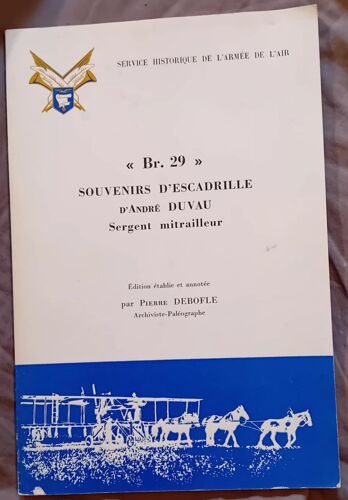 SERVICE HISTORIQUE DE L'ARMÉE DE L'AIR
« Br. 29 »
SOUVENIRS D'ESCADRILLE
D'ANDRÉ DUVAU
Sergent mitrailleur
Édition établie et annotée
par PIERRE DEBOFLE
Archiviste-Paléographe